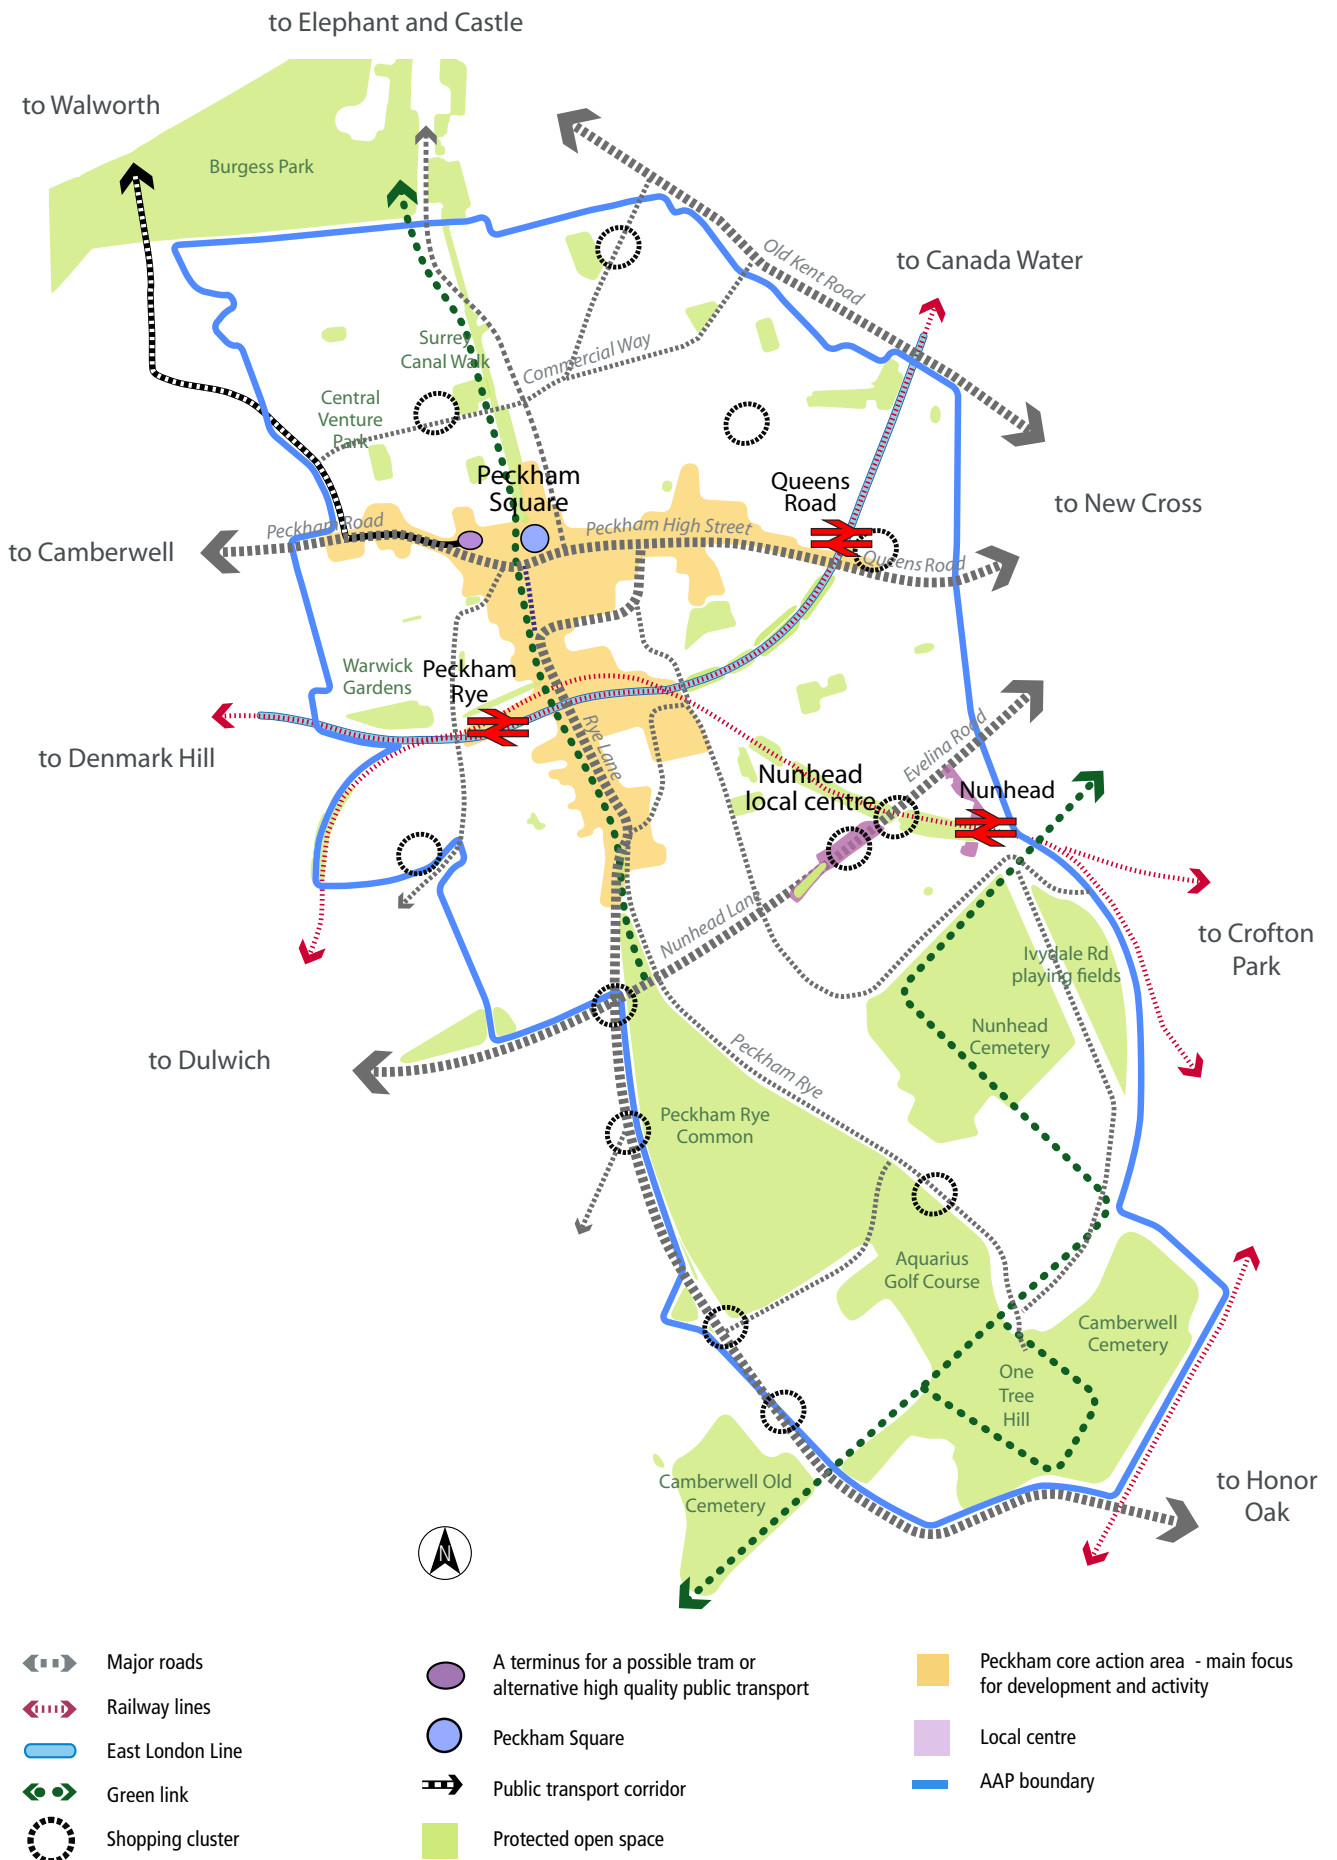 to Elephant and Castle
to Walworth
Burgess Park
Old Kent Road
to Canada Water
Surrey
Canal Walk
Commercial Way
Central
Venture
Park
Peckham
Square
Queens
Road
to New Cross
Peckham Road
Peckham High Street
to Camberwell
Queens Road
Warwick
Gardens
Peckham
Rye
Rye Lane
Evelina Road
to Denmark Hill
Nunhead
local centre
Nunhead
Nunhead Lane
to Crofton
Park
Ivydale Rd
playing fields
Nunhead
Cemetery
to Dulwich
Peckham Rye
Peckham Rye
Common
Aquarius
Golf Course
Camberwell
Cemetery
One
Tree
Hill
Camberwell Old
Cemetery
to Honor
Oak
N
Major roads
Railway lines
East London Line
Green link
Shopping cluster
A terminus for a possible tram or
alternative high quality public transport
Peckham Square
Public transport corridor
Protected open space
Peckham core action area - main focus
for development and activity
Local centre
AAP boundary